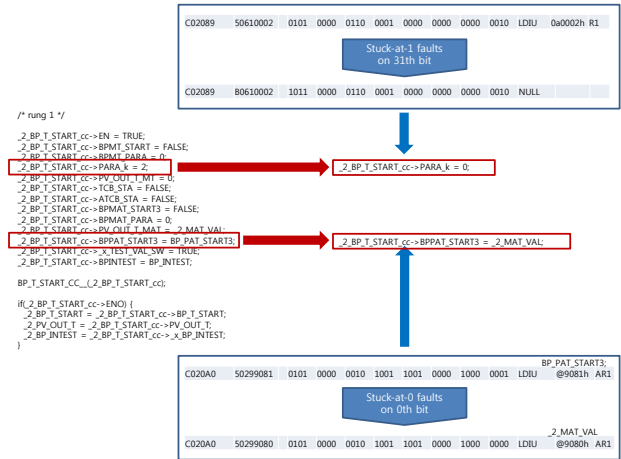 C02089 50610002 0101 0000 0110 0001 0000 0000 0000 0010 LDIU 0a0002h R1
Stuck-at-1 faults
on 31th bit
C02089 B0610002 1011 0000 0110 0001 0000 0000 0000 0010 NULL
/* rung 1 */
_2_BP_T_START_cc->EN = TRUE;
_2_BP_T_START_cc->BPMT_START = FALSE;
_2_BP_T_START_cc->BPMT_PARA = 0;
_2_BP_T_START_cc->PARA_k = 2;
_2_BP_T_START_cc->PARA_k = 0;
_2_BP_T_START_cc->PV_OUT_T_MT = 0;
_2_BP_T_START_cc->TCB_STA = FALSE;
_2_BP_T_START_cc->ATCB_STA = FALSE;
_2_BP_T_START_cc->BPMAT_START3 = FALSE;
_2_BP_T_START_cc->BPMAT_PARA = 0;
_2_BP_T_START_cc->PV_OUT_T_MAT = _2_MAT_VAL;
_2_BP_T_START_cc->BPPAT_START3 = BP_PAT_START3;
_2_BP_T_START_cc->BPPAT_START3 = _2_MAT_VAL;
_2_BP_T_START_cc->_x_TEST_VAL_SW = TRUE;
_2_BP_T_START_cc->BPINTEST = BP_INTEST;
BP_T_START_CC__(_2_BP_T_START_cc);
if(_2_BP_T_START_cc->ENO) {
_2_BP_T_START = _2_BP_T_START_cc->BP_T_START;
_2_PV_OUT_T = _2_BP_T_START_cc->PV_OUT_T;
_2_BP_INTEST = _2_BP_T_START_cc->_x_BP_INTEST;
}
BP_PAT_START3;
C020A0 50299081 0101 0000 0010 1001 1001 0000 1000 0001 LDIU @9081h AR1
Stuck-at-0 faults
on 0th bit
_2_MAT_VAL
C020A0 50299080 0101 0000 0010 1001 1001 0000 1000 0000 LDIU @9080h AR1